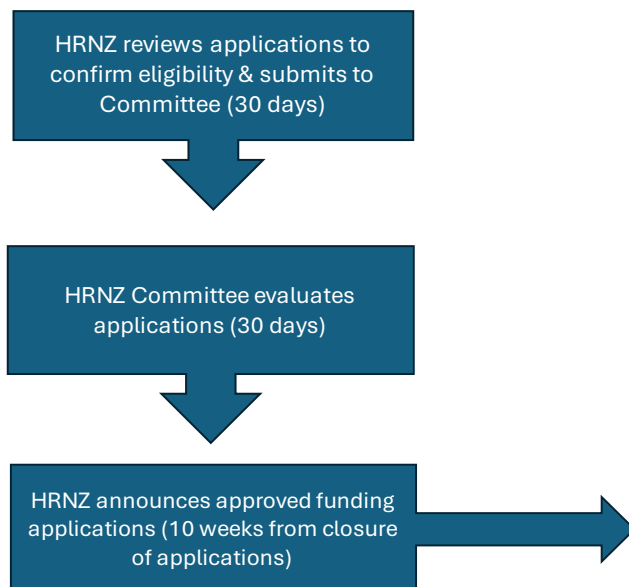 HRNZ reviews applications to
confirm eligibility & submits to
Committee (30 days)
HRNZ Committee evaluates
applications (30 days)
HRNZ announces approved funding
applications (10 weeks from closure
of applications)